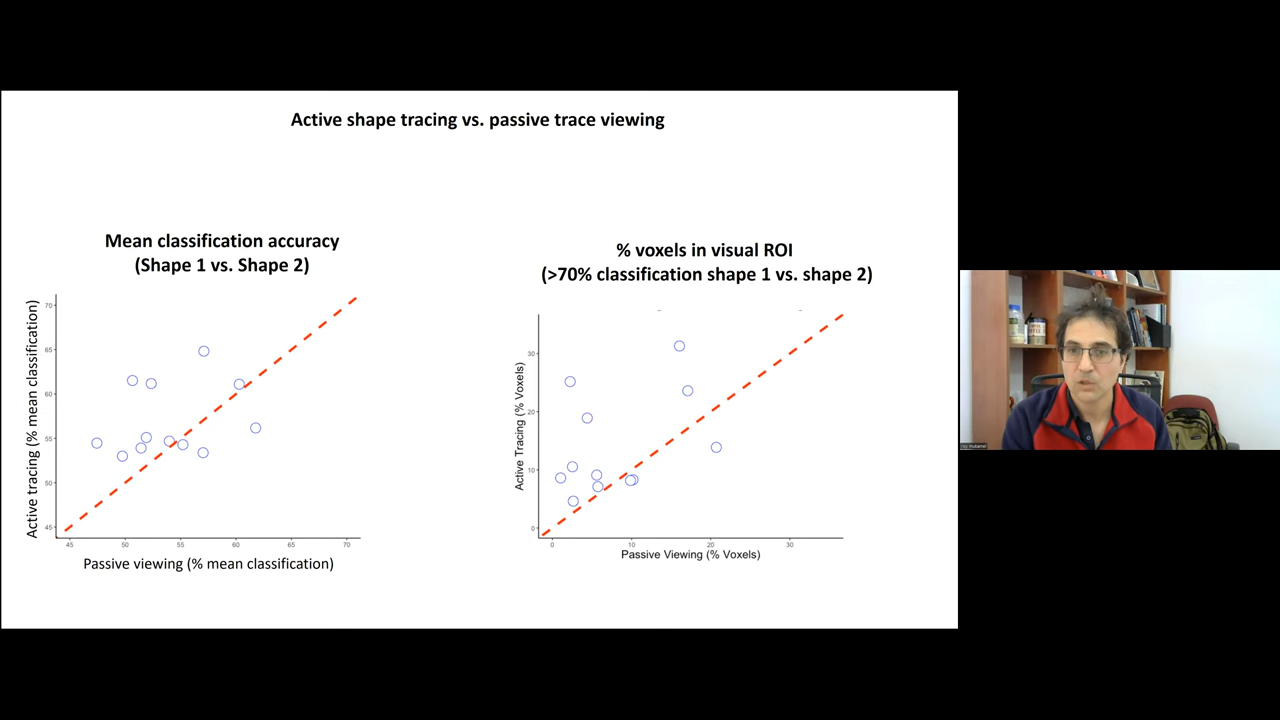 Active shape tracing vs. passive trace viewing
Mean classification accuracy
(Shape 1 vs. Shape 2)
Active tracing (% mean classification)
70
65
60
55
50
45
45
50
55
60
65
70
Passive viewing (% mean classification)
% voxels in visual ROI
(>70% classification shape 1 vs. shape 2)
Active Tracing (% Voxels)
30
20
10
0
0
10
20
30
Passive Viewing (% Voxels)